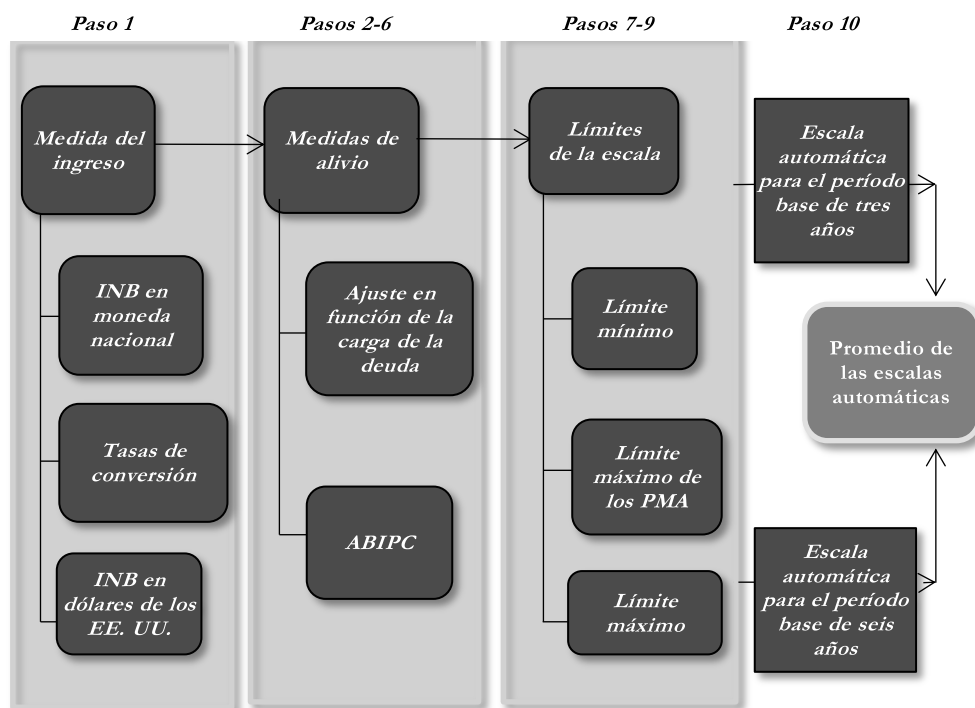 Paso 1
Pasos 2-6
Pasos 7-9
Paso 10
Medida del
ingreso
INB en
moneda
nacional
Tasas de
conversión
INB en
dólares de los
EE. UU.
Medidas de
alivio
Ajuste en
función de la
carga de la
deuda
ABIPC
Límites
de la escala
Límite
mínimo
Límite
máximo de
los PMA
Límite
máximo
Escala
automática
para el período
base de tres
años
Promedio de
las escalas
automáticas
Escala
automática
para el período
base de seis
años